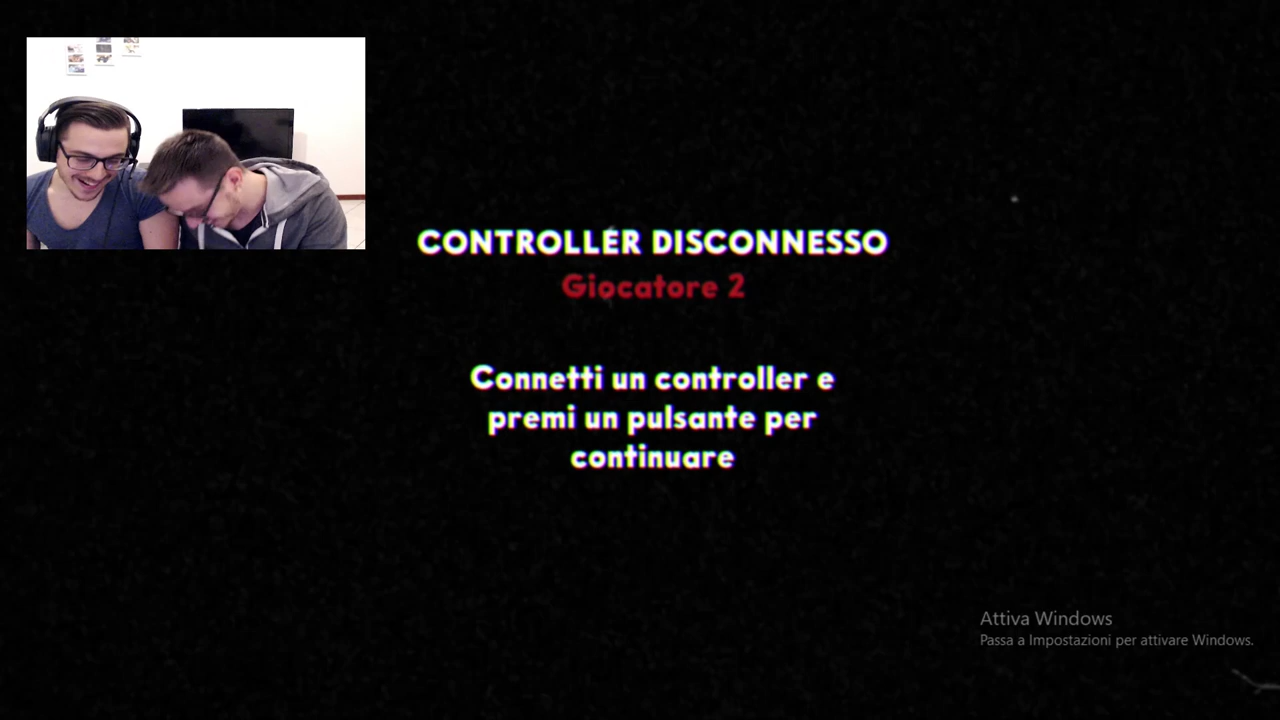 CONTROLLER DISCONNESSO
Giocatore 2
Connetti un controller e
premi un pulsante per
continuare
Attiva Windows
Passa a Impostazioni per attivare Windows.